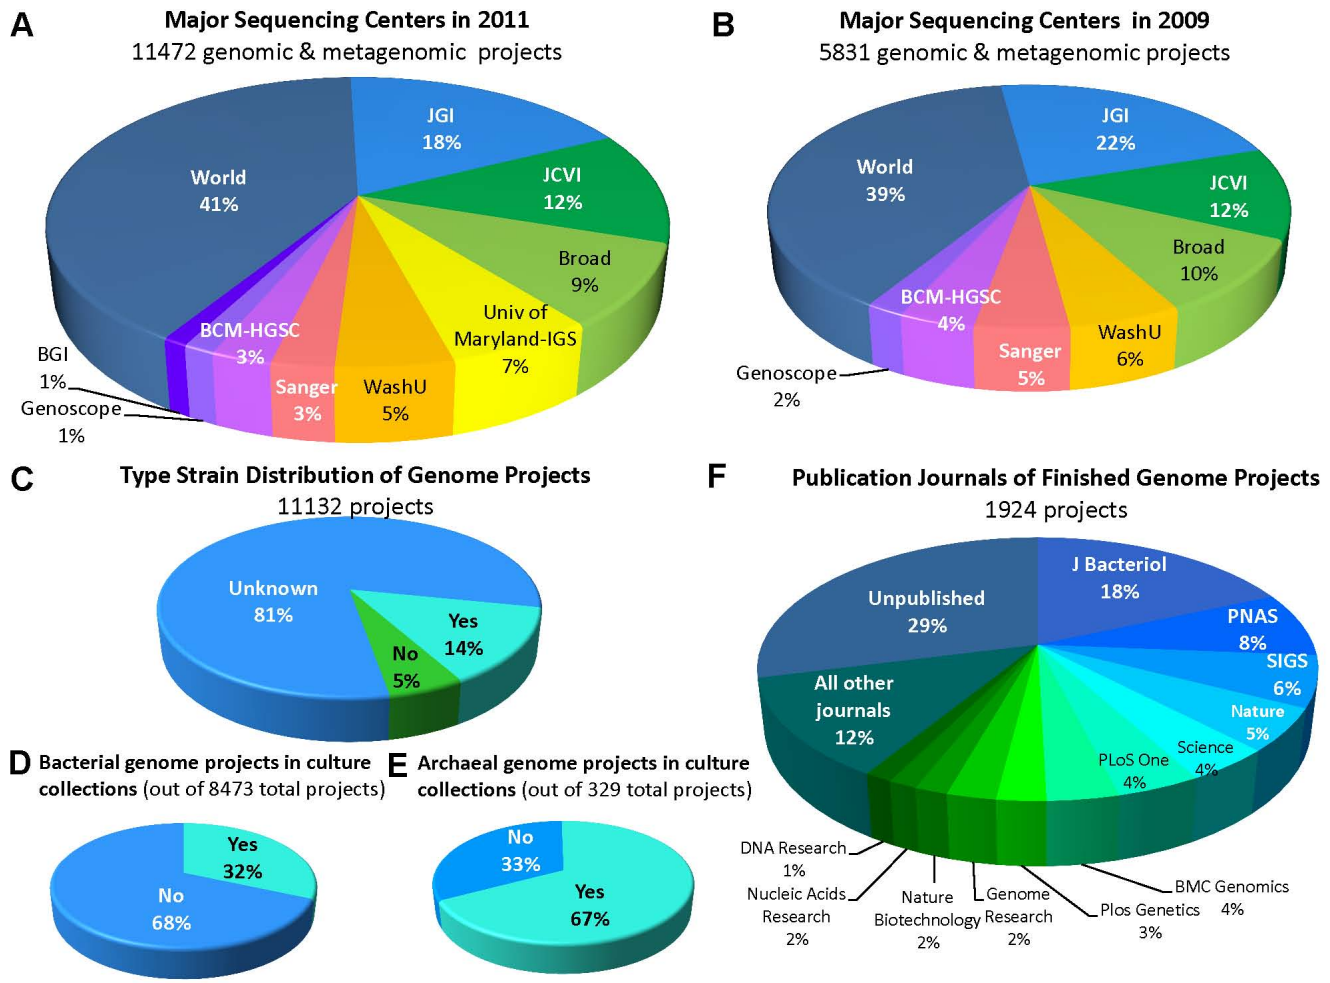 A
Major Sequencing Centers in 2011
11472 genomic & metagenomic projects
JGI
18%
JCVI
12%
Broad
9%
Univ of
Maryland-IGS
7%
WashU
5%
Sanger
3%
BCM-HGSC
3%
Genoscope
1%
BGI
1%
World
41%
B
Major Sequencing Centers in 2009
5831 genomic & metagenomic projects
JGI
22%
JCVI
12%
Broad
10%
WashU
6%
Sanger
5%
BCM-HGSC
4%
Genoscope
2%
World
39%
C
Type Strain Distribution of Genome Projects
11132 projects
Unknown
81%
Yes
14%
No
5%
D
Bacterial genome projects in culture
collections (out of 8473 total projects)
Yes
32%
No
68%
E
Archaeal genome projects in culture
collections (out of 329 total projects)
No
33%
Yes
67%
F
Publication Journals of Finished Genome Projects
1924 projects
J Bacteriol
18%
PNAS
8%
SIGS
6%
Nature
5%
Science
4%
PLoS One
4%
BMC Genomics
4%
Plos Genetics
3%
Genome
Research
2%
Nature
Biotechnology
2%
Nucleic Acids
Research
2%
DNA Research
1%
All other
journals
12%
Unpublished
29%